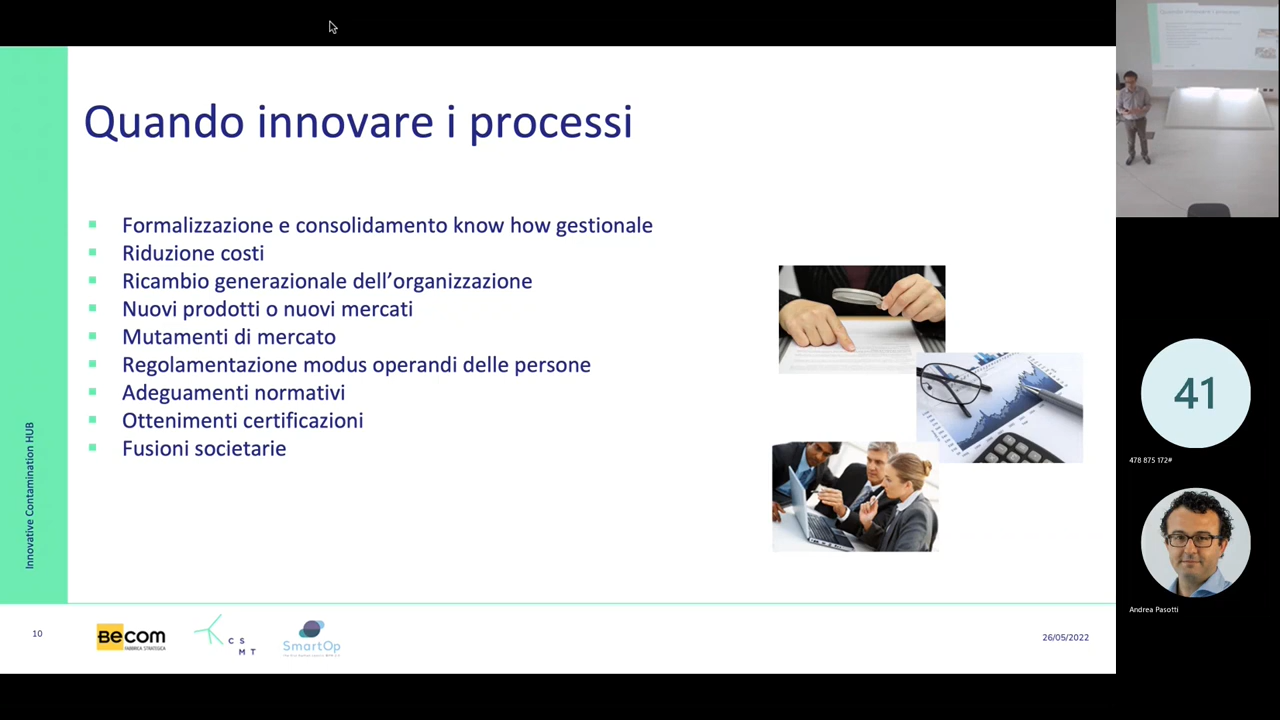 Quando innovare i processi
Formalizzazione e consolidamento know how gestionale
Riduzione costi
Ricambio generazionale dell'organizzazione
Nuovi prodotti o nuovi mercati
Mutamenti di mercato
Regolamentazione modus operandi delle persone
Adeguamenti normativi
Ottenimenti certificazioni
Fusioni societarie
Innovative Contamination HUB
10
BECOM
FABBRICA STRATEGICA
CS
MT
SmartOp
26/05/2022
41
478 875 172#
Andrea Pasotti